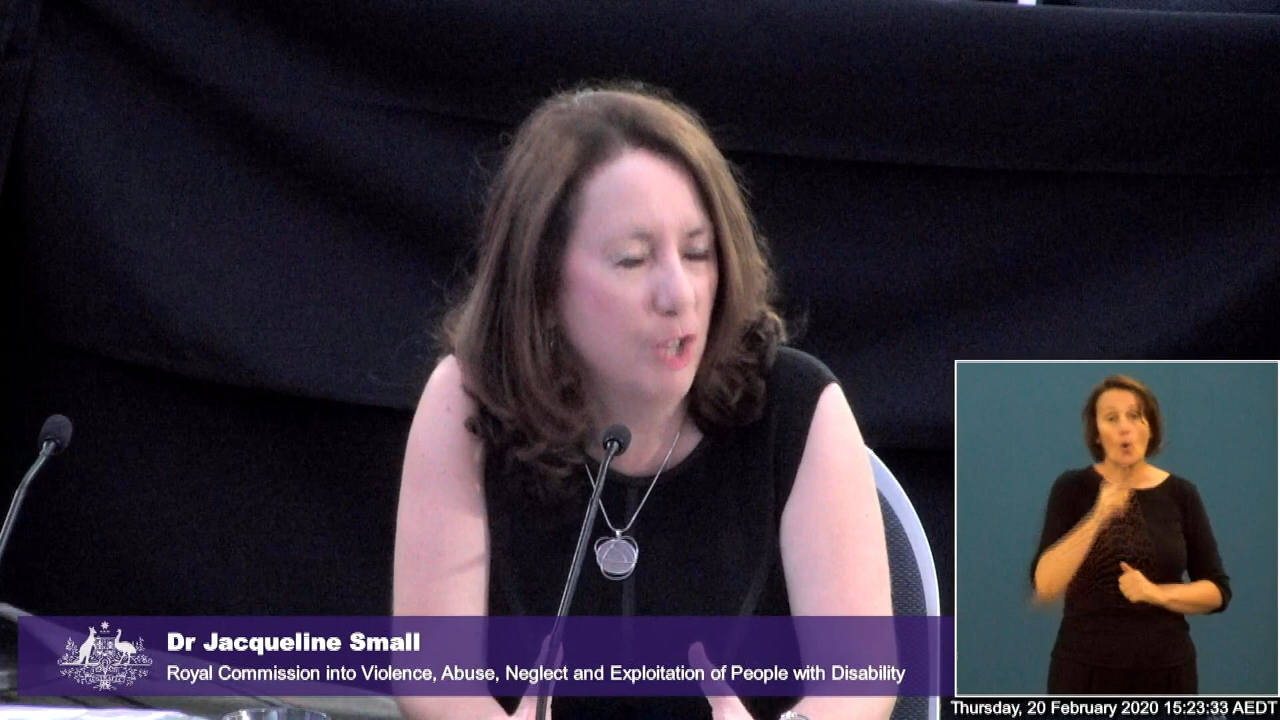 Dr Jacqueline Small
Royal Commission into Violence, Abuse, Neglect and Exploitation of People with Disability
Thursday, 20 February 2020 15:23:33 AEDT